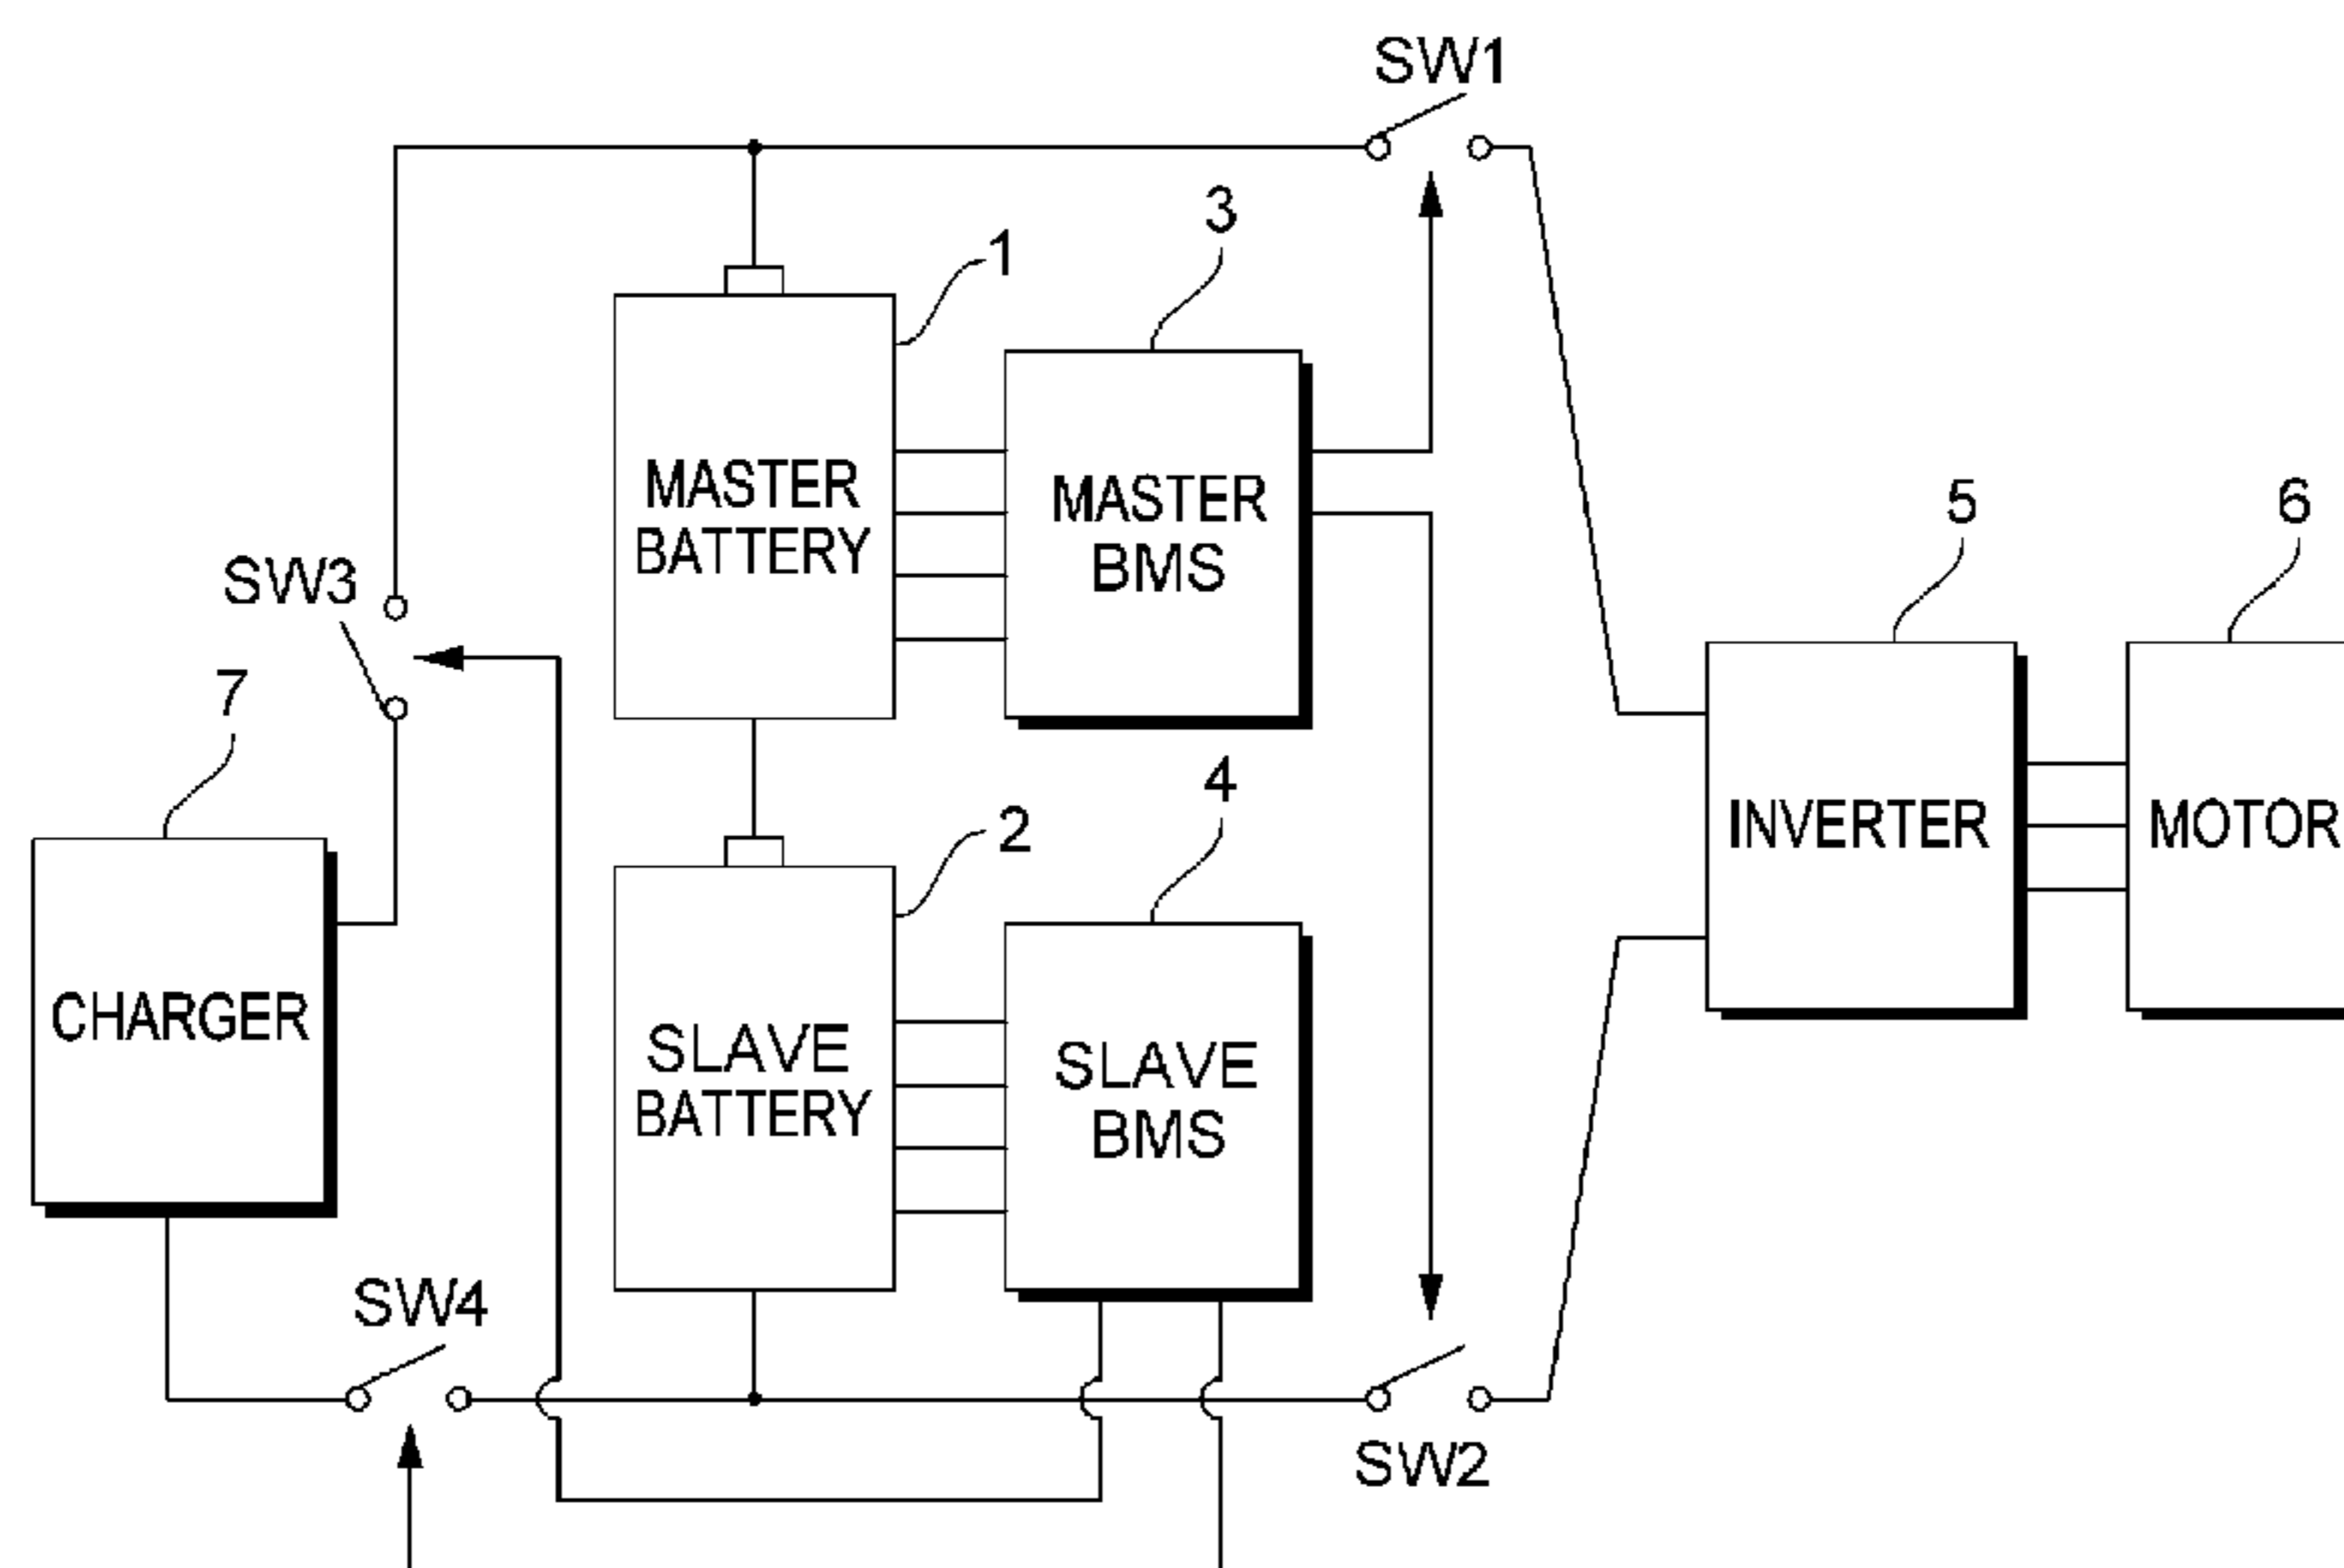 SW1
3
1
MASTER
BATTERY
MASTER
BMS
5
6
SW3
7
4
2
INVERTER
MOTOR
CHARGER
SLAVE
BATTERY
SLAVE
BMS
SW4
SW2